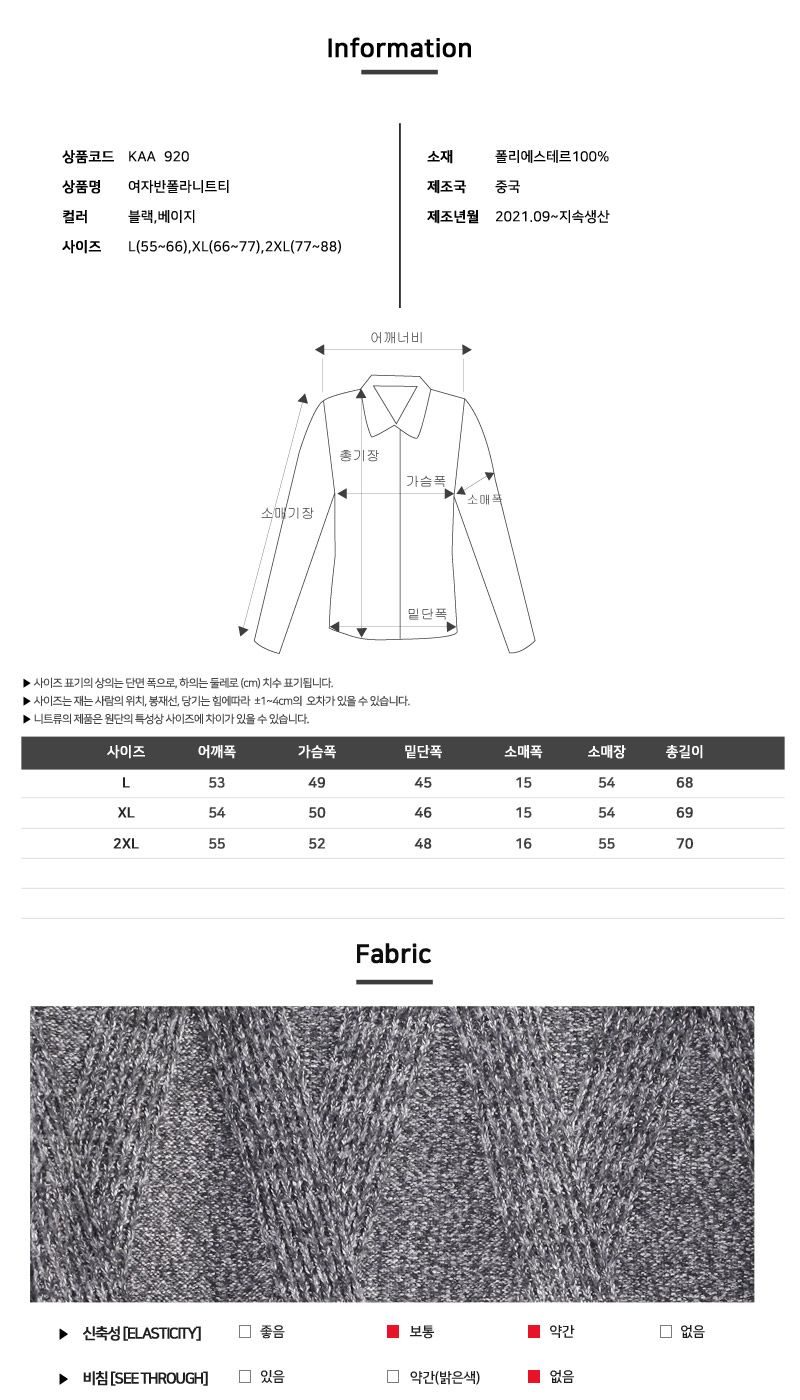 Information
상품코드 KAA 920
상품명 여자반폴라니트티
컬러 블랙,베이지
사이즈 L(55~66),XL(66~77),2XL(77~88)
소재 폴리에스테르100%
제조국 중국
제조년월 2021.09~지속생산
어깨너비
총기장
가슴폭
소매폭
소매기장
밑단폭
▶ 사이즈 표기의 상의는 단면 폭으로, 하의는 둘레로 (cm) 치수 표기됩니다.
▶ 사이즈는 재는 사람의 위치, 봉재선, 당기는 힘에따라 ±1~4cm의 오차가 있을 수 있습니다.
▶ 니트류의 제품은 원단의 특성상 사이즈에 차이가 있을 수 있습니다.
사이즈 어깨폭 가슴폭 밑단폭 소매폭 소매장 총길이
L 53 49 45 15 54 68
XL 54 50 46 15 54 69
2XL 55 52 48 16 55 70
Fabric
▶ 신축성 [ELASTICITY] 좋음 보통 약간 없음
▶ 비침 [SEE THROUGH] 있음 약간(밝은색) 없음